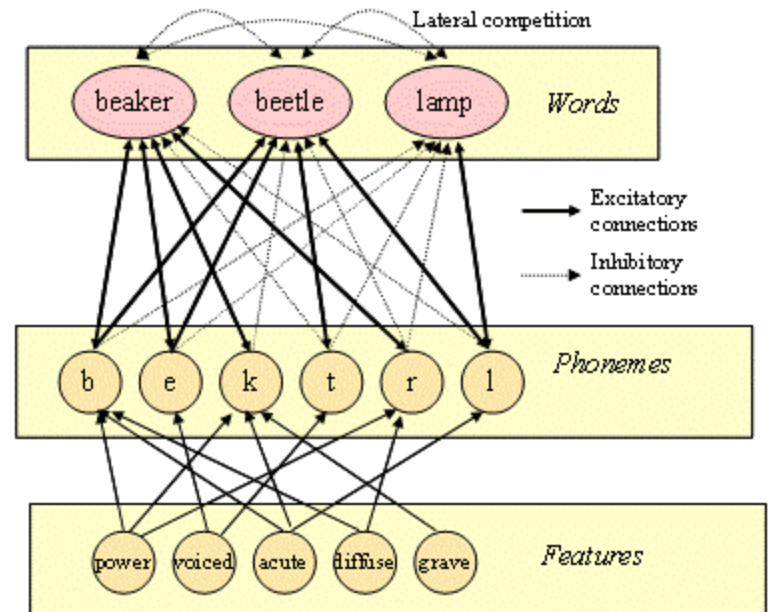 Lateral competition
beaker beetle lamp Words
Excitatory
connections
Inhibitory
connections
Phonemes
b e k t r l
power voiced acute diffuse grave Features